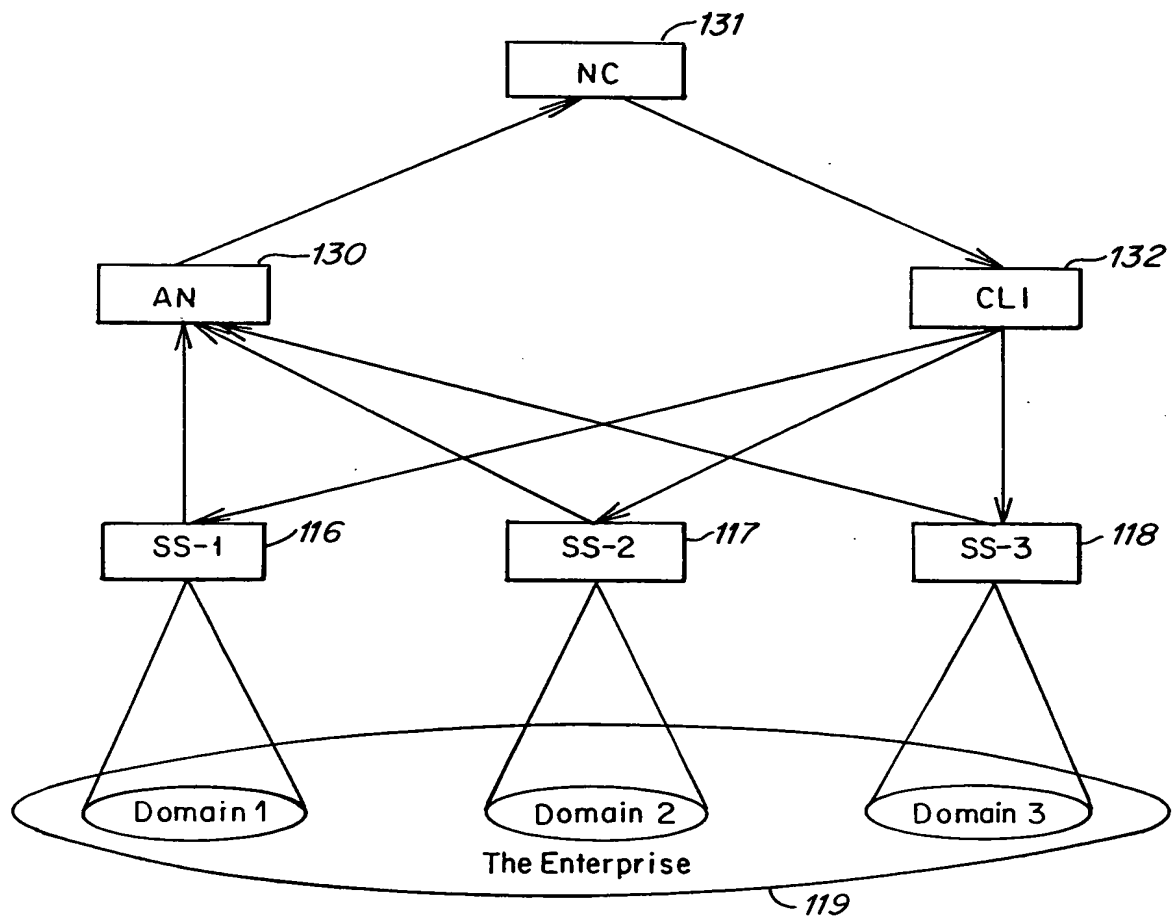 131
NC
130
AN
132
CLI
SS-1
116
SS-2
117
SS-3
118
Domain 1
Domain 2
Domain 3
The Enterprise
119